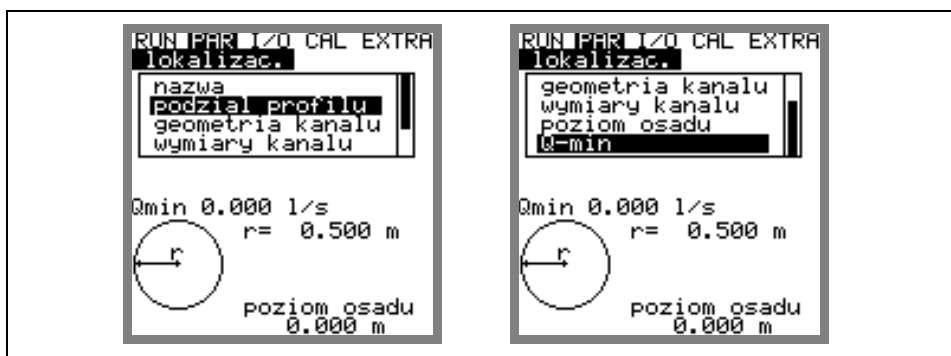 RUN PAR I/O CAL EXTRA
lokalizac.
nazwa
podzial profilu
geometria kanalu
wymiary kanalu
Qmin 0.000 l/s
r= 0.500 m
r
poziom osadu
0.000 m
RUN PAR I/O CAL EXTRA
lokalizac.
geometria kanalu
wymiary kanalu
poziom osadu
Q-min
Qmin 0.000 l/s
r= 0.500 m
r
poziom osadu
0.000 m